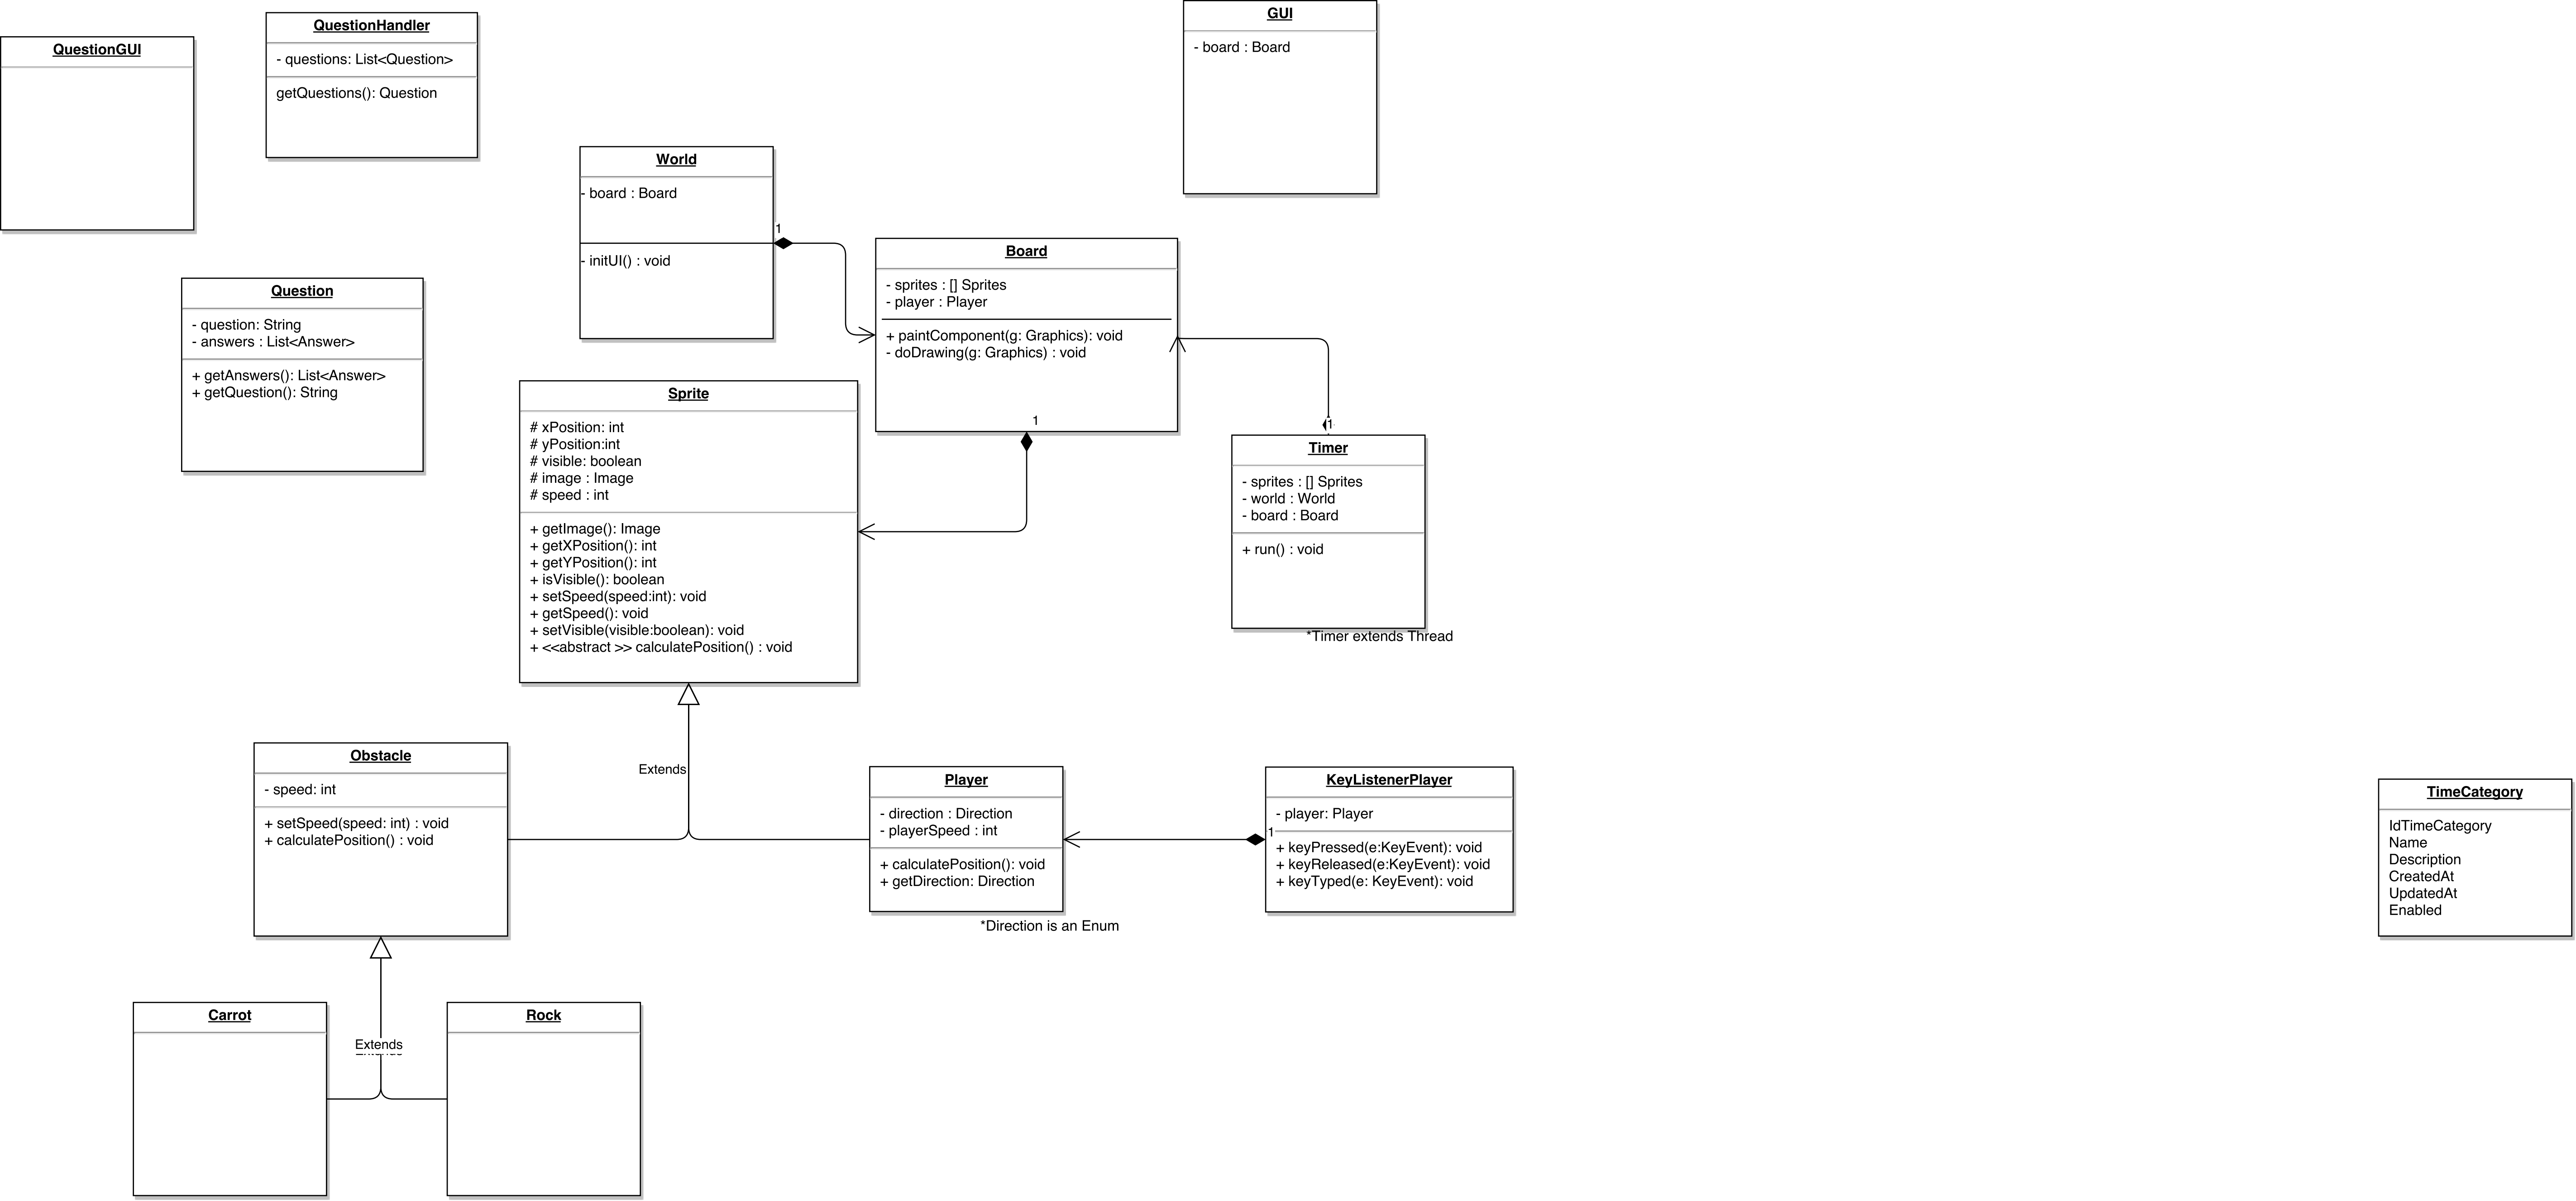 QuestionGUI
QuestionHandler
- questions: List<Question>
getQuestions(): Question
GUI
- board : Board
World
- board : Board
- initUI() : void
1
Board
- sprites : [] Sprites
- player : Player
+ paintComponent(g: Graphics): void
- doDrawing(g: Graphics) : void
1
Question
- question: String
- answers : List<Answer>
+ getAnswers(): List<Answer>
+ getQuestion(): String
Sprite
# xPosition: int
# yPosition:int
# visible: boolean
# image : Image
# speed : int
+ getImage(): Image
+ getXPosition(): int
+ getYPosition(): int
+ isVisible(): boolean
+ setSpeed(speed:int): void
+ getSpeed(): void
+ setVisible(visible:boolean): void
+ <<abstract >> calculatePosition() : void
1
Timer
- sprites : [] Sprites
- world : World
- board : Board
+ run() : void
*Timer extends Thread
Extends
Obstacle
- speed: int
+ setSpeed(speed: int) : void
+ calculatePosition() : void
Player
- direction : Direction
- playerSpeed : int
+ calculatePosition(): void
+ getDirection: Direction
*Direction is an Enum
KeyListenerPlayer
- player: Player
1
+ keyPressed(e:KeyEvent): void
+ keyReleased(e:KeyEvent): void
+ keyTyped(e: KeyEvent): void
TimeCategory
IdTimeCategory
Name
Description
CreatedAt
UpdatedAt
Enabled
Carrot
Extends
Rock